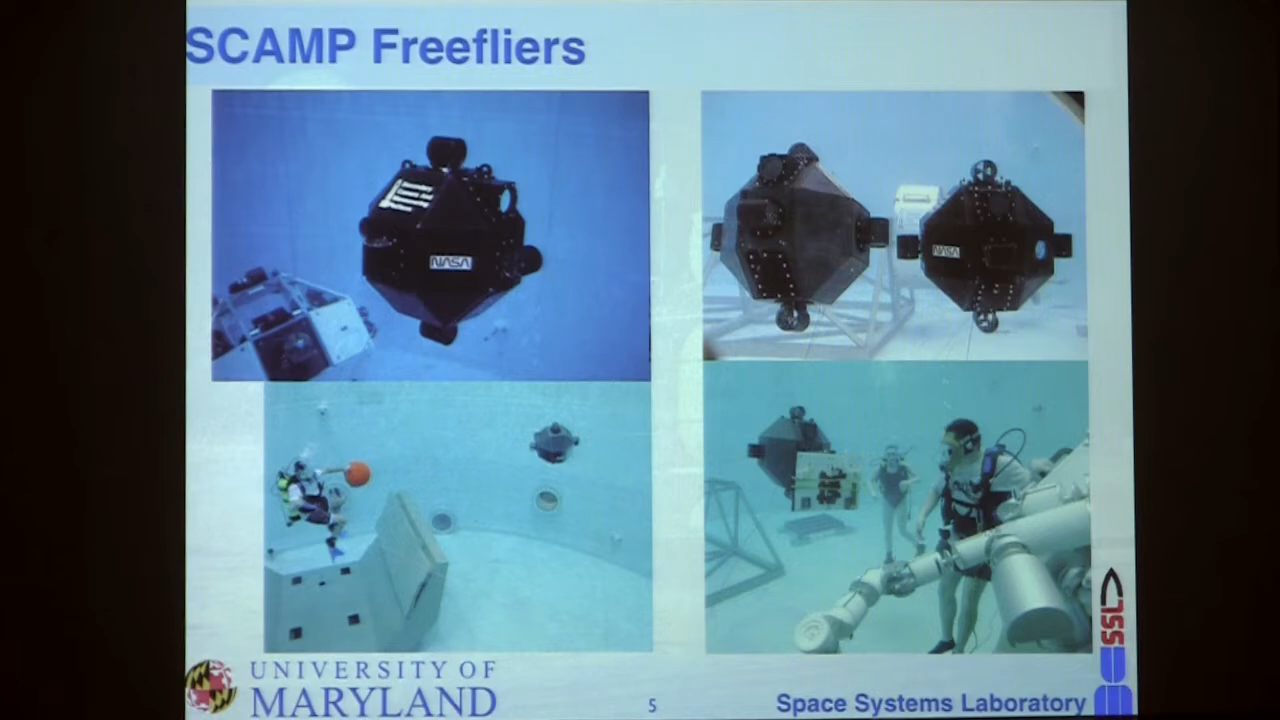 SCAMP Freefliers
NASA
NASA
UNIVERSITY OF
MARYLAND
5
Space Systems Laboratory
SSL